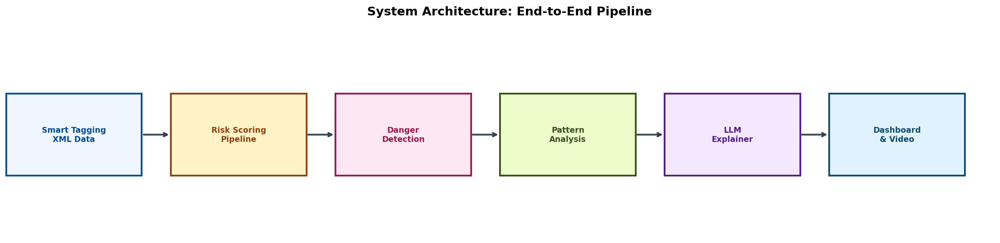 System Architecture: End-to-End Pipeline
Smart Tagging
XML Data
Risk Scoring
Pipeline
Danger
Detection
Pattern
Analysis
LLM
Explainer
Dashboard
& Video